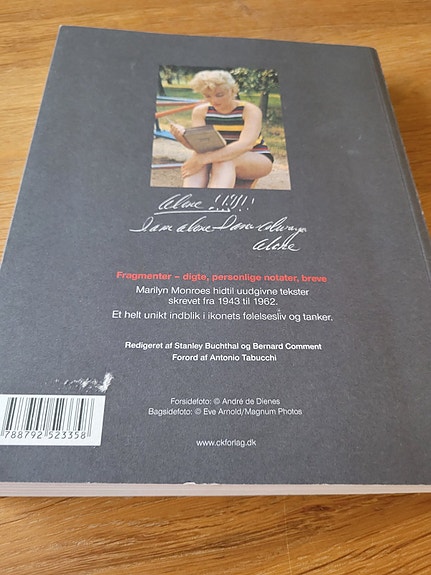 Alone !!!!!!
I am alone I am always
alone
Fragmenter – digte, personlige notater, breve
Marilyn Monroes hidtil uudgivne tekster
skrevet fra 1943 til 1962.
Et helt unikt indblik i ikonets følelsesliv og tanker.
Redigeret af Stanley Buchthal og Bernard Comment
Forord af Antonio Tabucchi
Forsidefoto: © André de Dienes
Bagsidefoto: © Eve Arnold/Magnum Photos
www.ckforlag.dk
788792 523358